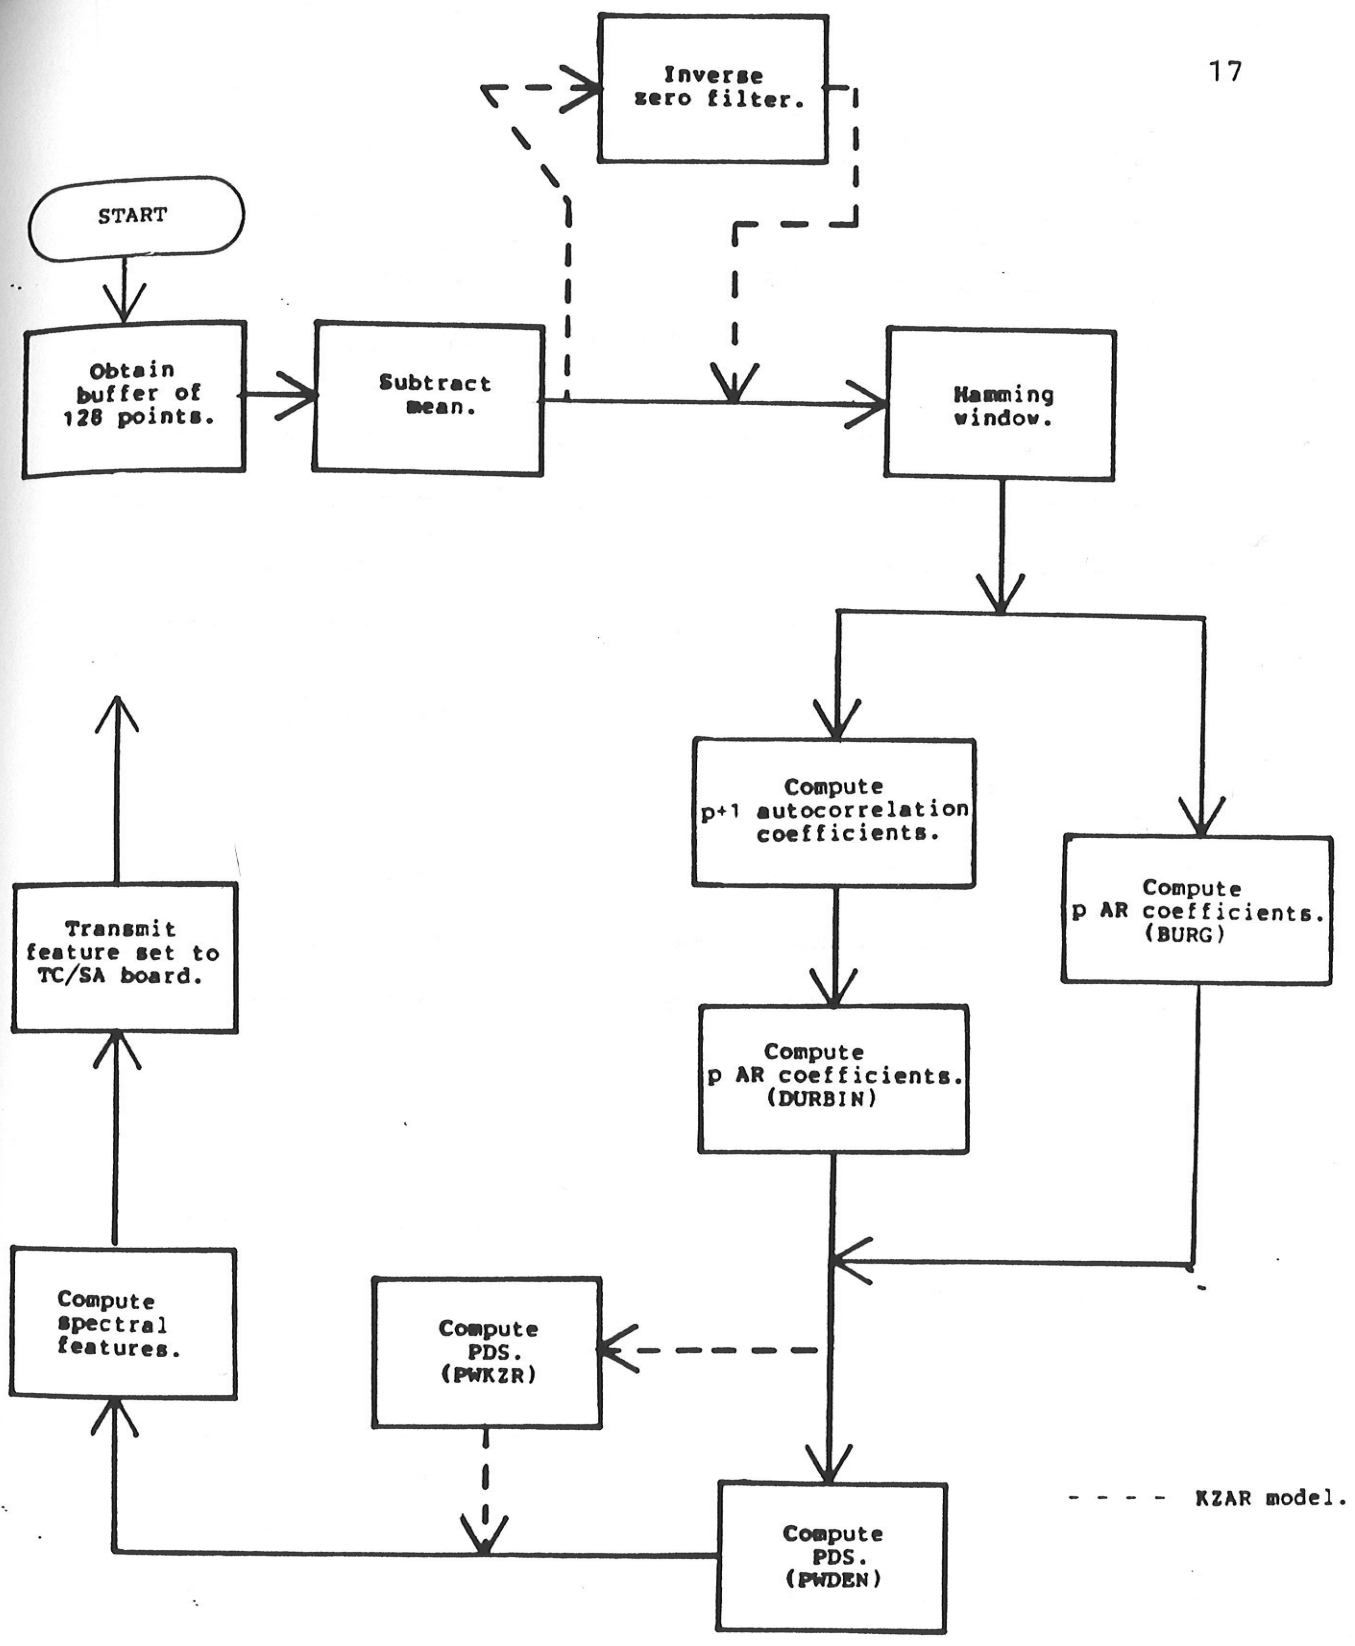 17
Inverse
zero filter.
START
Obtain
buffer of
128 points.
Subtract
mean.
Hamming
window.
Compute
p+1 autocorrelation
coefficients.
Compute
p AR coefficients.
(BURG)
Transmit
feature set to
TC/SA board.
Compute
p AR coefficients.
(DURBIN)
Compute
spectral
features.
Compute
PDS.
(PWKZR)
- - - - KZAR model.
Compute
PDS.
(PWDEN)